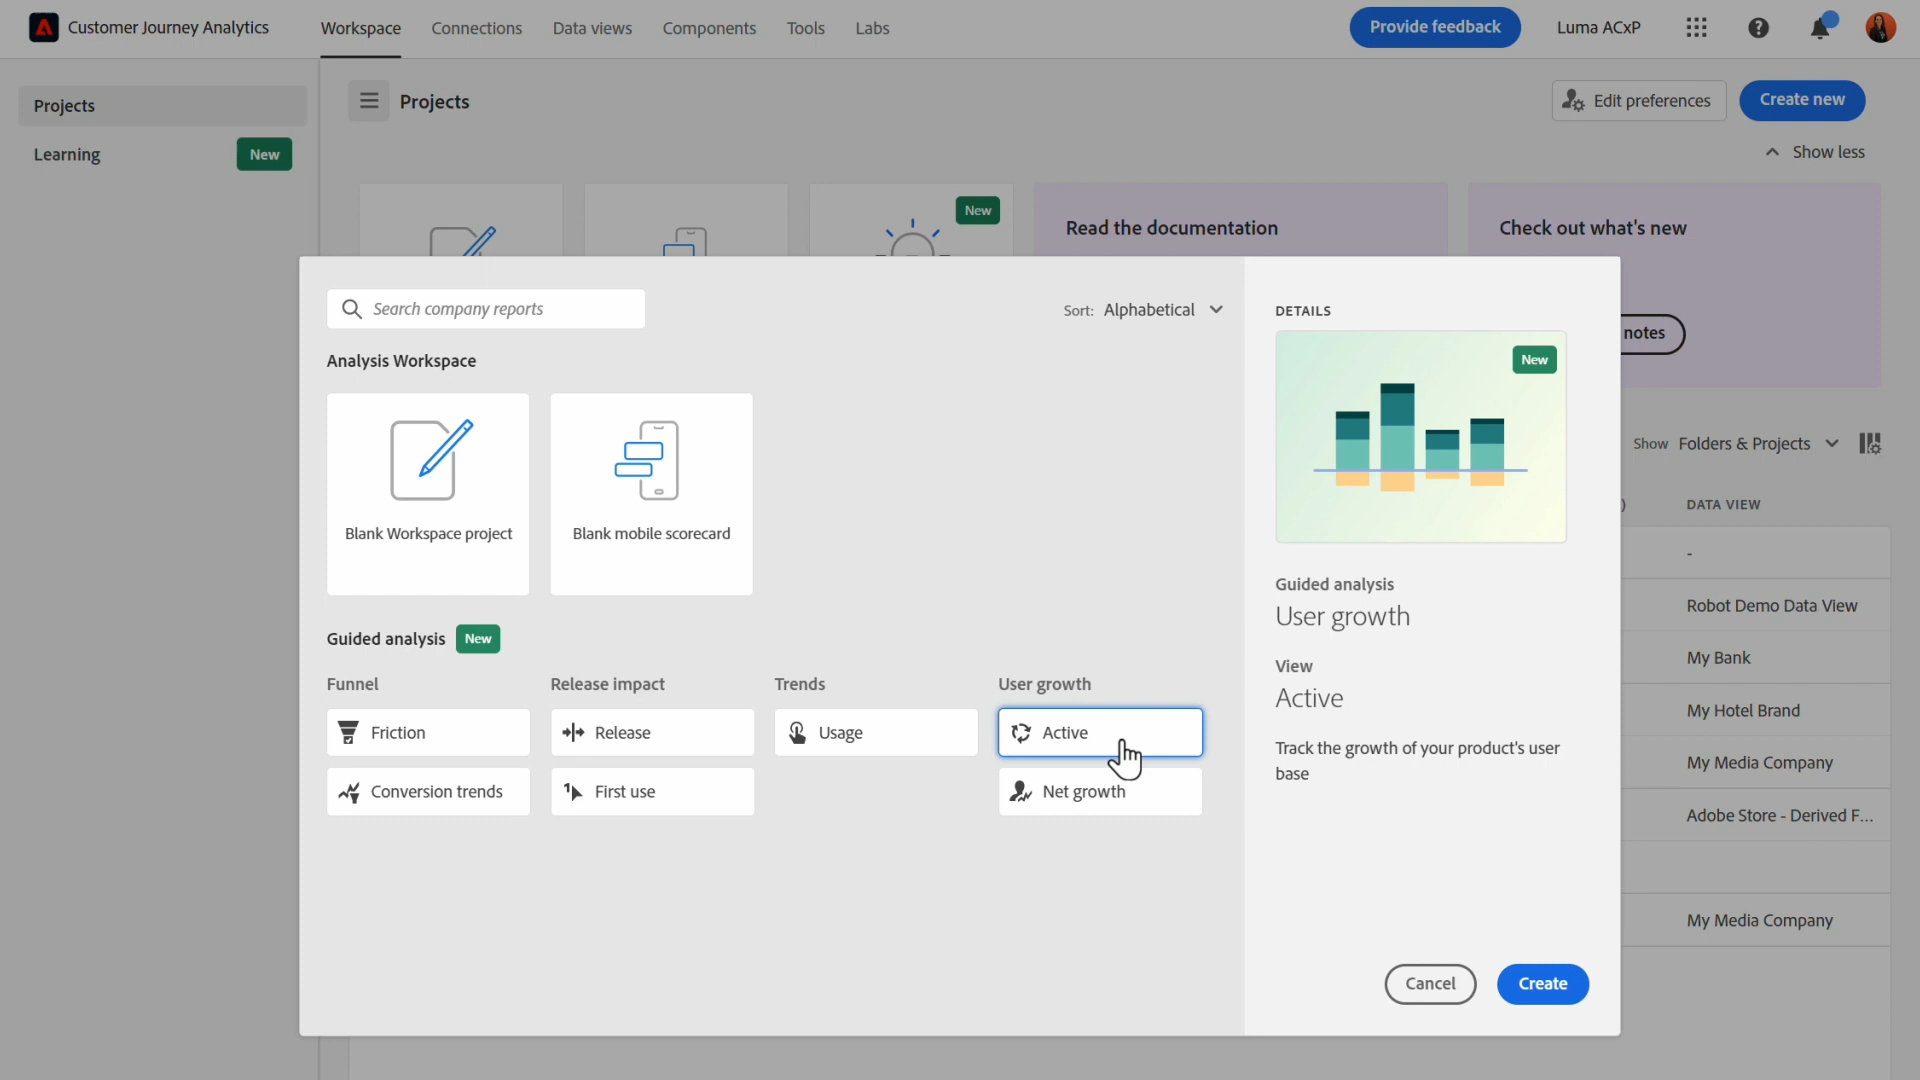 Customer Journey Analytics
Workspace
Connections
Data views
Components
Tools
Labs
Provide feedback
Luma ACxP
Projects
Learning
New
Projects
Edit preferences
Create new
Show less
New
Read the documentation
Check out what's new
notes
Show Folders & Projects
DATA VIEW
-
Robot Demo Data View
My Bank
My Hotel Brand
My Media Company
Adobe Store - Derived F...
My Media Company
Search company reports
Sort: Alphabetical
Analysis Workspace
Blank Workspace project
Blank mobile scorecard
Guided analysis New
Funnel
Release impact
Trends
User growth
Friction
Release
Usage
Active
Conversion trends
First use
Net growth
DETAILS
New
Guided analysis
User growth
View
Active
Track the growth of your product's user
base
Cancel
Create